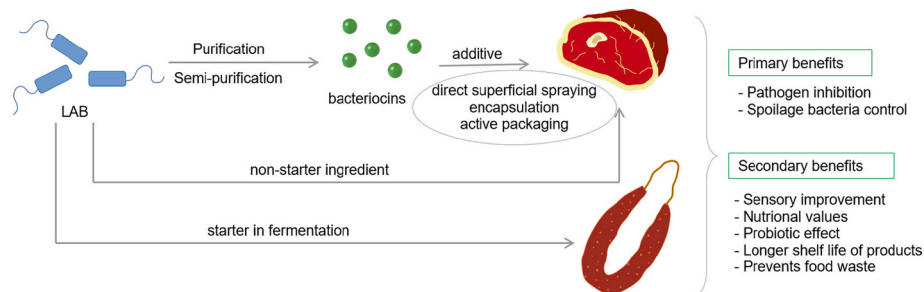 Purification
Semi-purification
LAB
bacteriocins
additive
direct superficial spraying
encapsulation
active packaging
non-starter ingredient
starter in fermentation
Primary benefits
- Pathogen inhibition
- Spoilage bacteria control
Secondary benefits
- Sensory improvement
- Nutrional values
- Probiotic effect
- Longer shelf life of products
- Prevents food waste